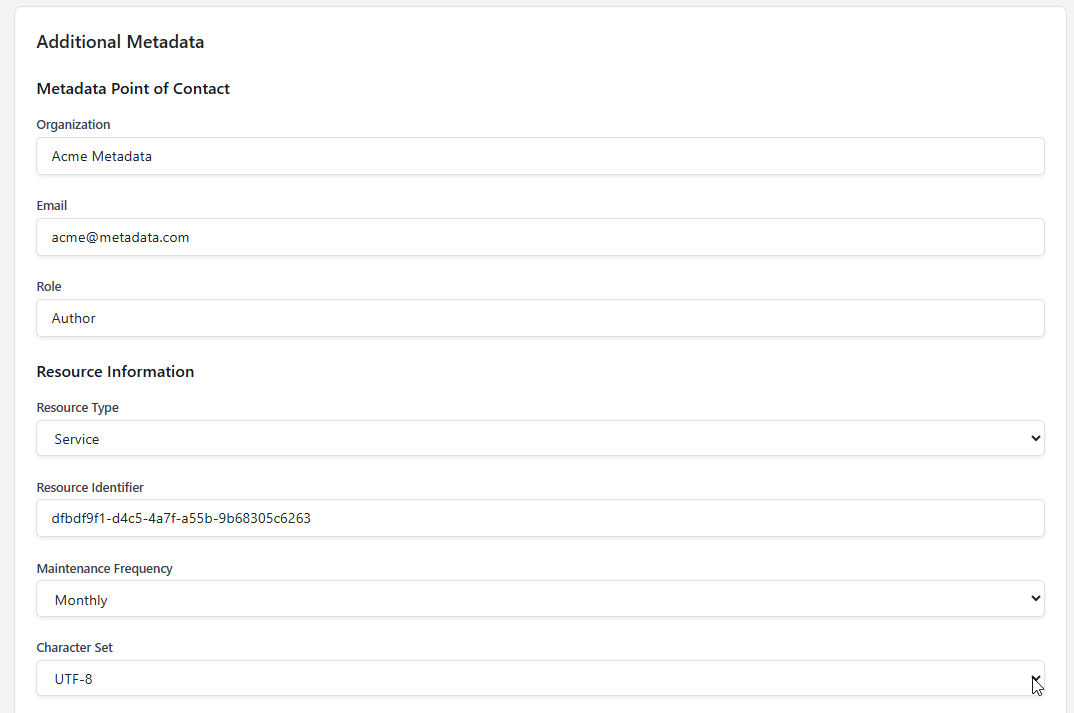 Additional Metadata
Metadata Point of Contact
Organization
Acme Metadata
Email
acme@metadata.com
Role
Author
Resource Information
Resource Type
Service
Resource Identifier
dfbdf9f1-d4c5-4a7f-a55b-9b68305c6263
Maintenance Frequency
Monthly
Character Set
UTF-8